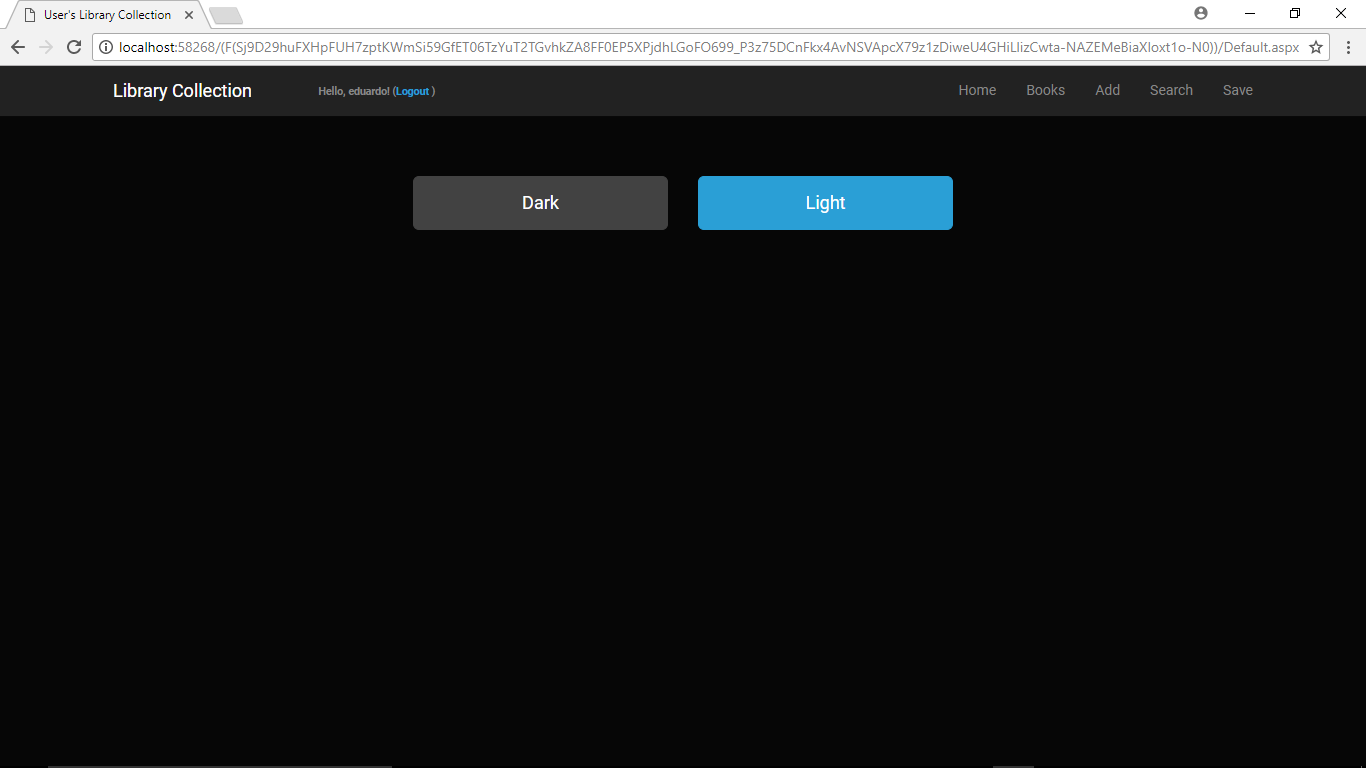 User's Library Collection
localhost:58268/(F(Sj9D29huFXHpFUH7zptKWmSi59GfET06TzYuT2TGvhkZA8FF0EP5XPjdhLGoFO699_P3z75DCnFkx4AvNSVApcX79z1zDiweU4GHiLlizCwta-NAZEMeBiaXloxt1o-N0))/Default.aspx
Library Collection Hello, eduardo! (Logout ) Home Books Add Search Save
Dark Light